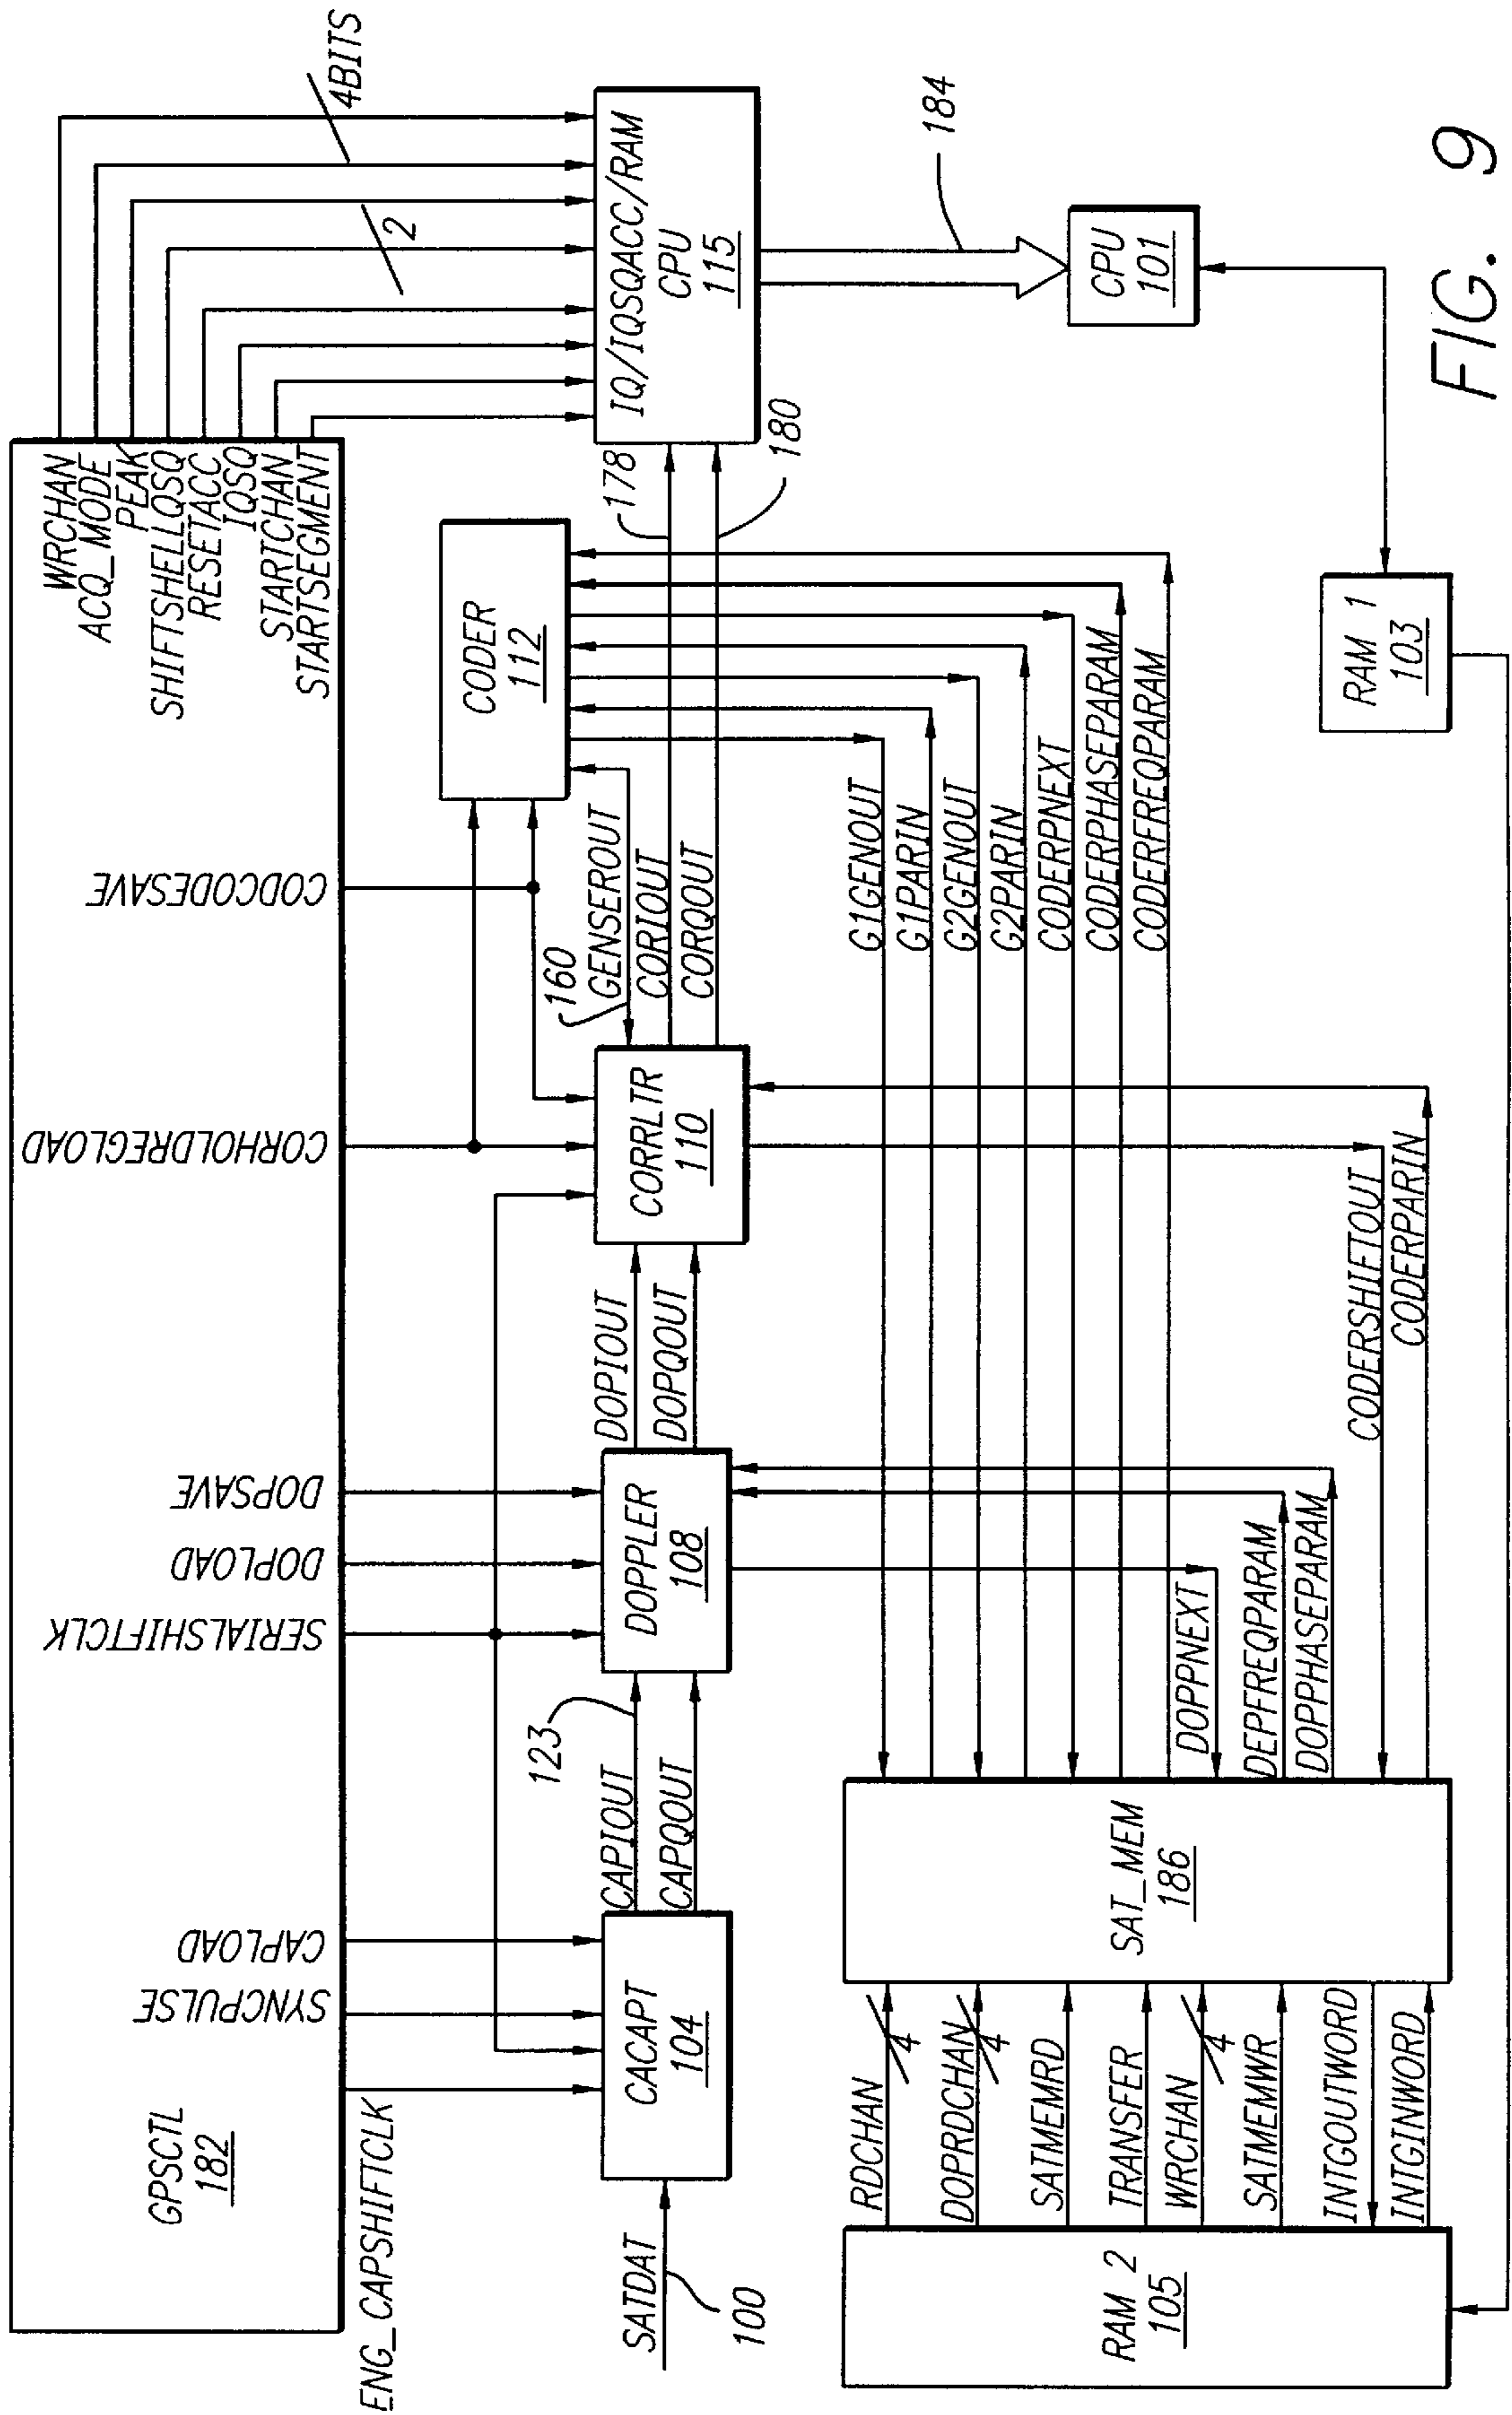 GPSCTL
182
ENG_CAPSHIFTCLK
SYNCPULSE
CAPLOAD
SERIALSHIFTCLK
DOPLOAD
DOPSAVE
CORHOLDREGLOAD
CODCODESAVE
WRCHAN
ACQ_MODE
PEAK
SHIFTSHELLQSQ
RESETACC
IQSQ
STARTCHAN
STARTSEGMENT
4BITS
2
SATDAT
100
CACAPT
104
CAPIOUT
CAPQOUT
123
DOPPLER
108
DOPIOUT
DOPQOUT
CORRLTR
110
160
GENSEROUT
CORIOUT
CORQOUT
CODER
112
178
180
IQ/IQSQACC/RAM
CPU
115
184
CPU
101
RAM 1
103
G1GENOUT
G1PARIN
G2GENOUT
G2PARIN
CODERPNEXT
CODERPHASEPARAM
CODERFREQPARAM
DOPPNEXT
DEPFREQPARAM
DOPPHASEPARAM
CODERSHIFTOUT
CODERPARIN
SAT_MEM
186
RDCHAN
4
DOPRDCHAN
4
SATMEMRD
TRANSFER
WRCHAN
4
SATMEMWR
INTGOUTWORD
INTGINWORD
RAM 2
105
FIG. 9